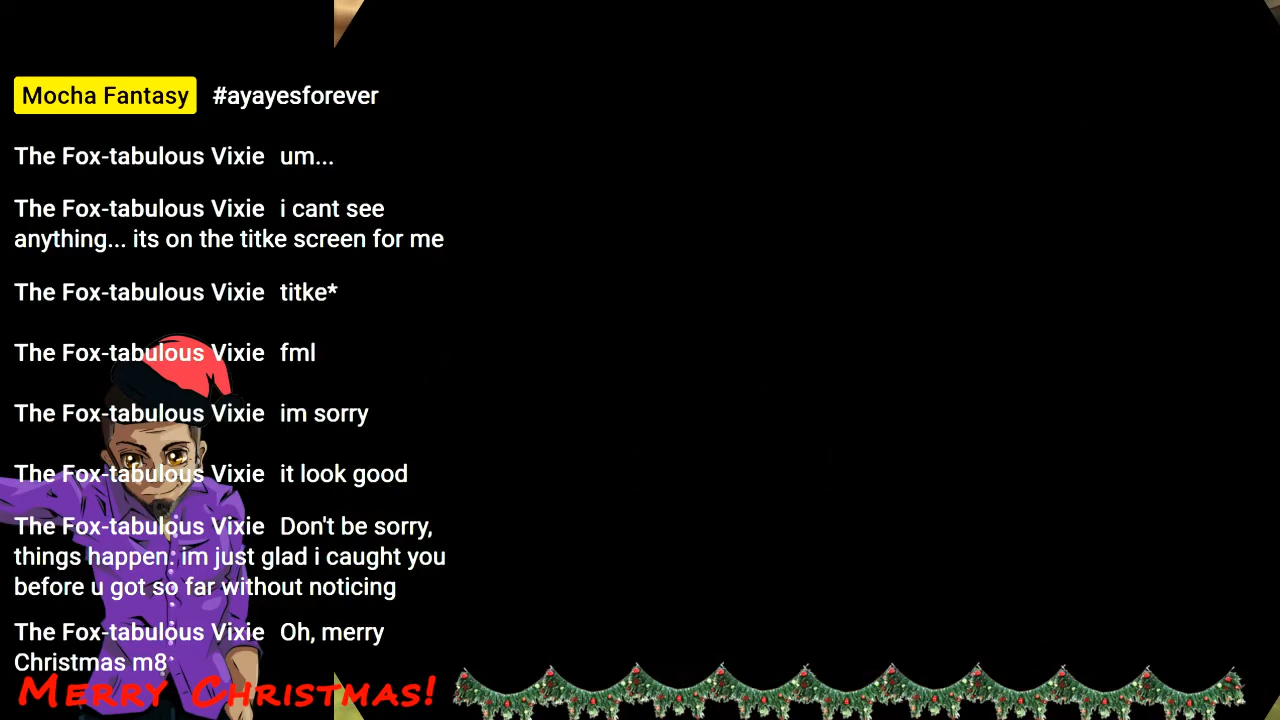 Mocha Fantasy #ayayesforever
The Fox-tabulous Vixie um...
The Fox-tabulous Vixie i cant see
anything... its on the titke screen for me
The Fox-tabulous Vixie titke*
The Fox-tabulous Vixie fml
The Fox-tabulous Vixie im sorry
The Fox-tabulous Vixie it look good
The Fox-tabulous Vixie Don't be sorry,
things happen. im just glad i caught you
before u got so far without noticing
The Fox-tabulous Vixie Oh, merry
Christmas m8
MERRY CHRISTMAS!